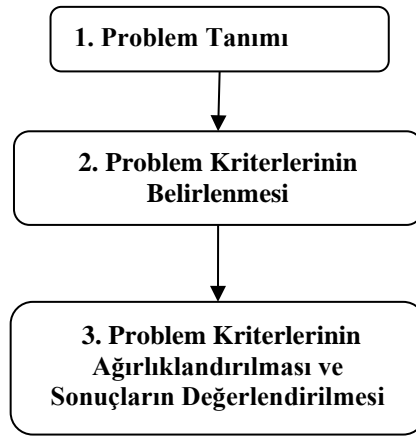 1. Problem Tanımı
2. Problem Kriterlerinin
Belirlenmesi
3. Problem Kriterlerinin
Ağırlıklandırılması ve
Sonuçların Değerlendirilmesi